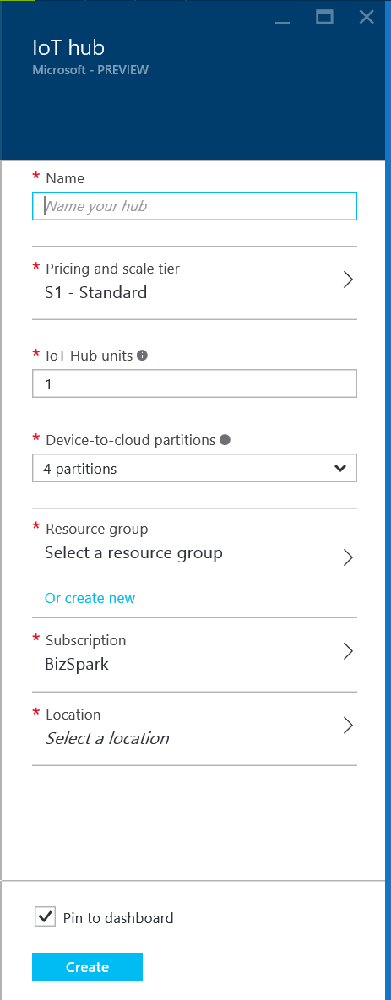 IoT hub
Microsoft - PREVIEW
* Name
Name your hub
* Pricing and scale tier
S1 - Standard
* IoT Hub units
1
* Device-to-cloud partitions
4 partitions
* Resource group
Select a resource group
Or create new
* Subscription
BizSpark
* Location
Select a location
Pin to dashboard
Create